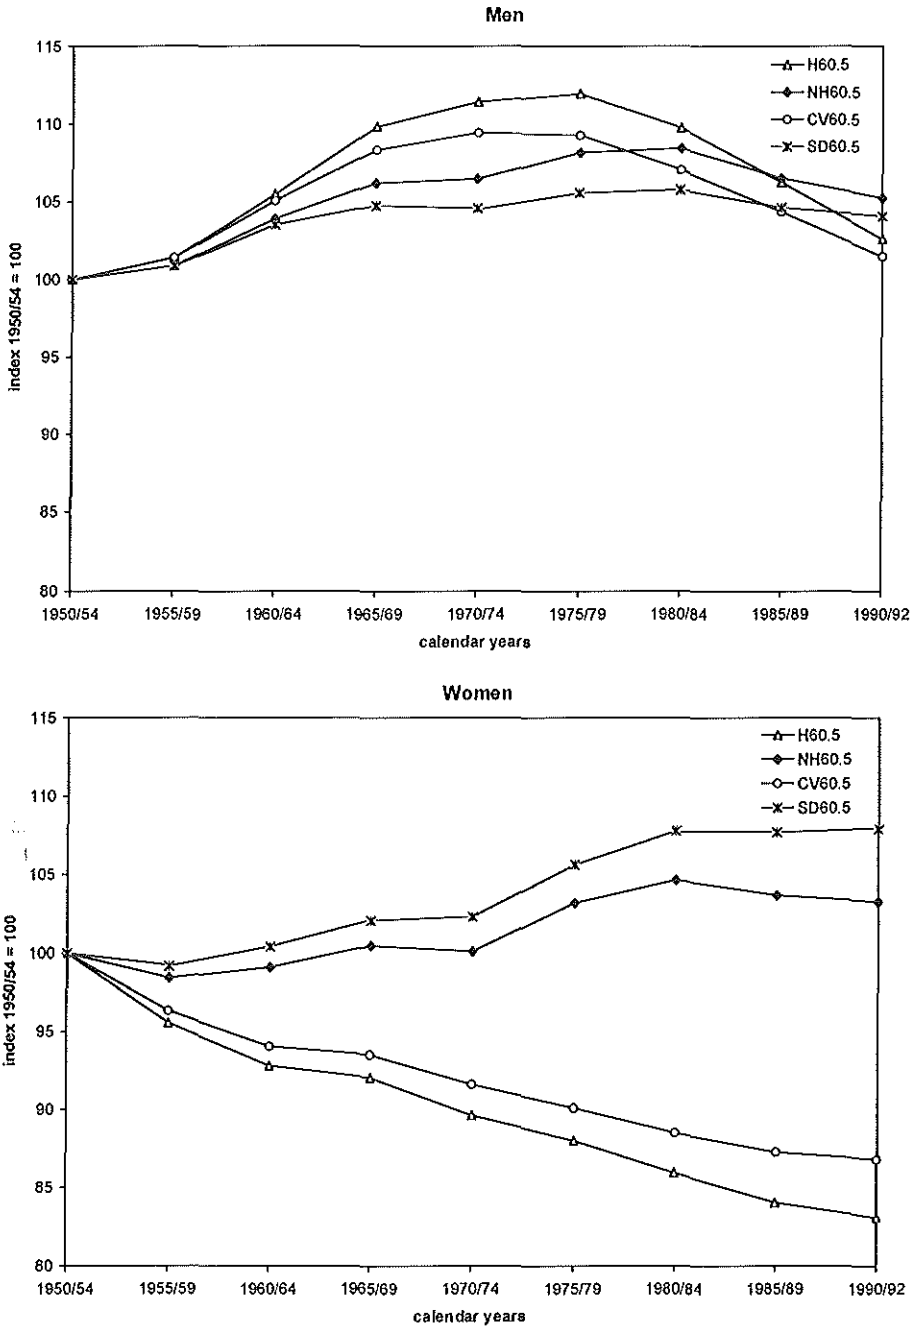 Men
115
110
105
100
95
90
85
80
index 1950/54 = 100
H60.5
NH60.5
CV60.5
SD60.5
1950/54 1955/59 1960/64 1965/69 1970/74 1975/79 1980/84 1985/89 1990/92
calendar years
Women
115
110
105
100
95
90
85
80
index 1950/54 = 100
H60.5
NH60.5
CV60.5
SD60.5
1950/54 1955/59 1960/64 1965/69 1970/74 1975/79 1980/84 1985/89 1990/92
calendar years